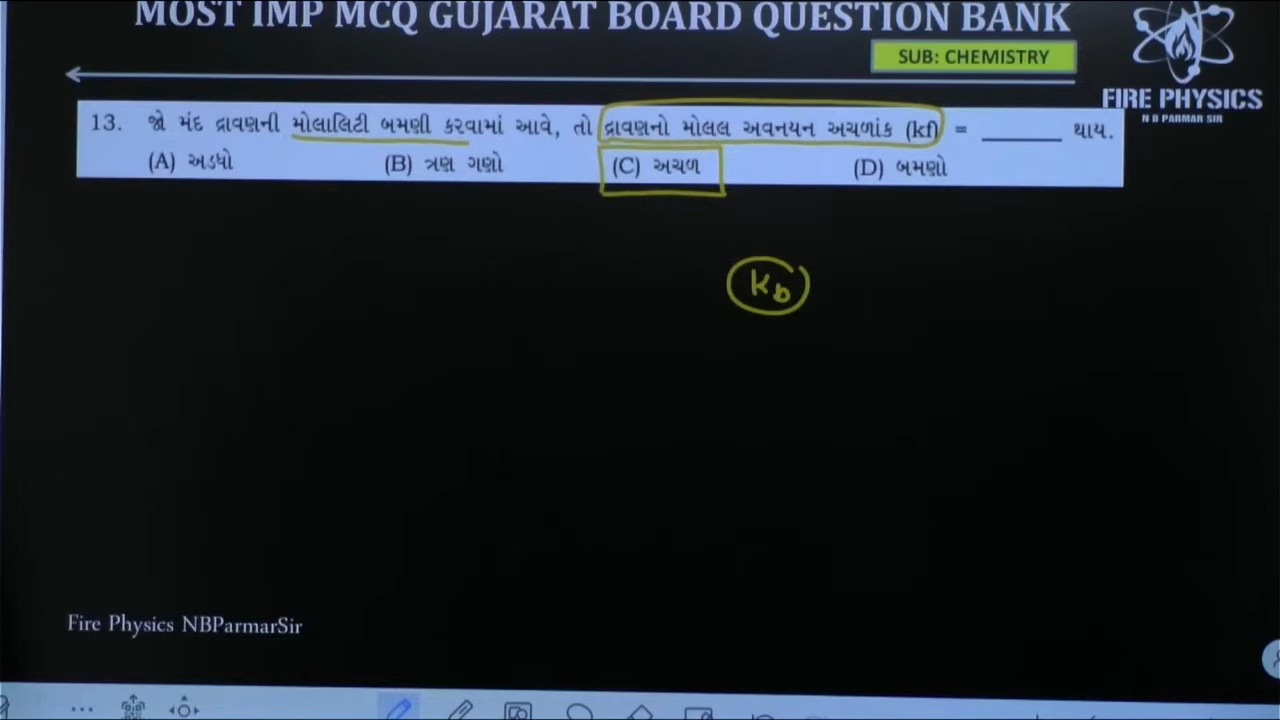 MOST IMP MCQ GUJARAT BOARD QUESTION BANK
SUB: CHEMISTRY
FIRE PHYSICS
N B PARMAR SIR
13. જો મંદ દ્રાવણની મોલાલિટી બમણી કરવામાં આવે, તો દ્રાવણનો મોલલ અવનયન અચળાંક (kf) = ______ થાય.
(A) અડધો (B) ત્રણ ગણો (C) અચળ (D) બમણો
Kb
Fire Physics NBParmarSir